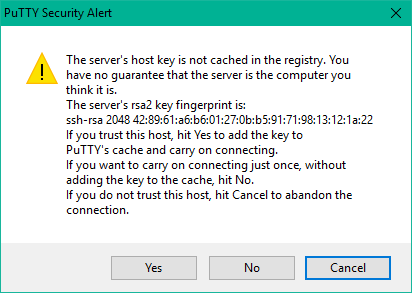 PuTTY Security Alert
The server's host key is not cached in the registry. You
have no guarantee that the server is the computer you
think it is.
The server's rsa2 key fingerprint is:
ssh-rsa 2048 42:89:61:a6:b6:01:27:0b:b5:91:71:98:13:12:1a:22
If you trust this host, hit Yes to add the key to
PuTTY's cache and carry on connecting.
If you want to carry on connecting just once, without
adding the key to the cache, hit No.
If you do not trust this host, hit Cancel to abandon the
connection.
Yes
No
Cancel